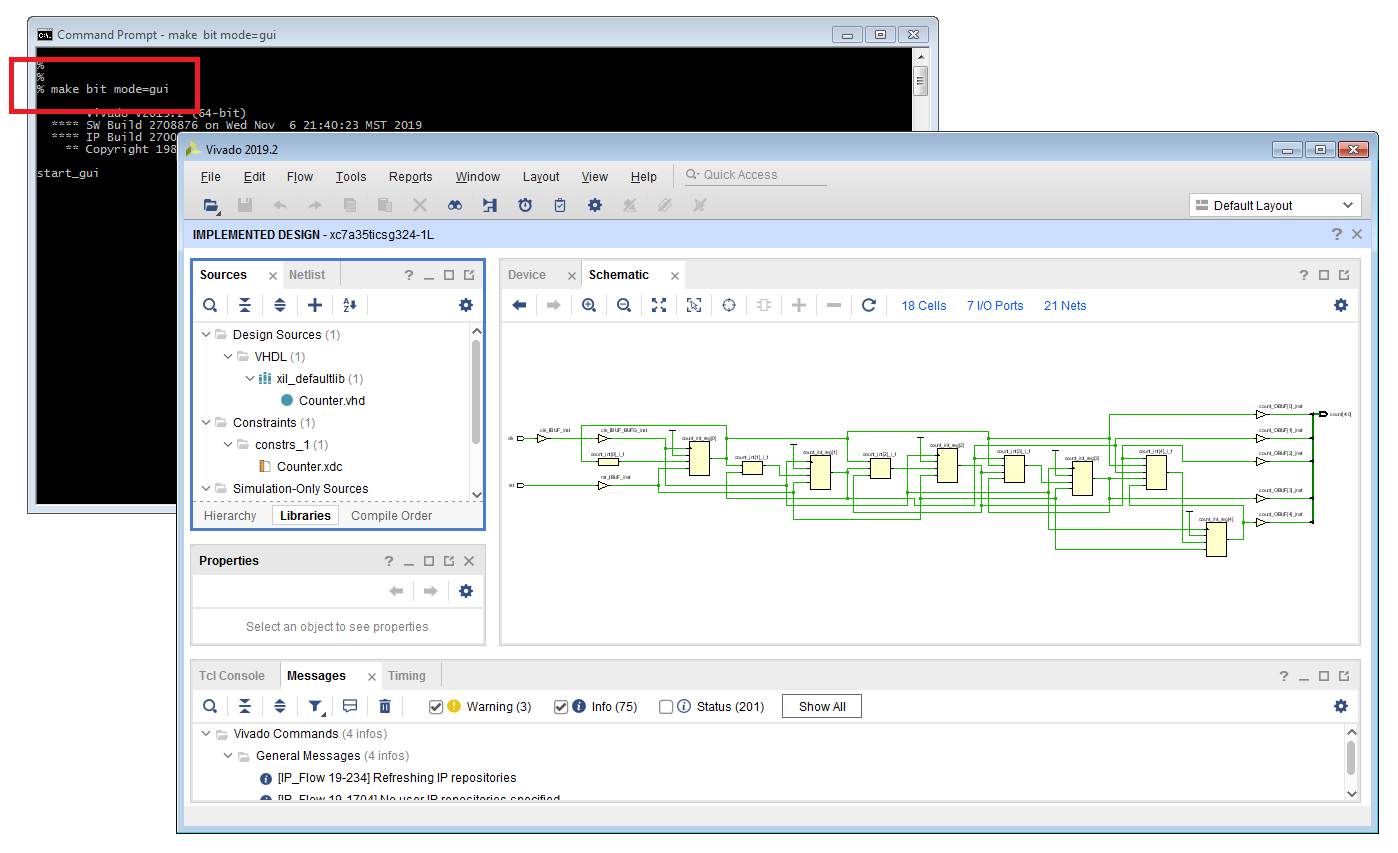 Command Prompt - make bit mode=gui
%
%
% make bit mode=gui
Vivado v2019.2 (64-bit)
**** SW Build 2708876 on Wed Nov 6 21:40:23 MST 2019
**** IP Build 2700
** Copyright 198
start_gui
Vivado 2019.2
File Edit Flow Tools Reports Window Layout View Help Quick Access
Default Layout
IMPLEMENTED DESIGN - xc7a35ticsg324-1L
Sources Netlist
Design Sources (1)
VHDL (1)
xil_defaultlib (1)
Counter.vhd
Constraints (1)
constrs_1 (1)
Counter.xdc
Simulation-Only Sources
Hierarchy Libraries Compile Order
Properties
Select an object to see properties
Device Schematic
18 Cells 7 I/O Ports 21 Nets
count_OBUF[0]_inst
count[4:0]
clk_IBUF_inst clk_IBUF_BUFG_inst count_OBUF[1]_inst
clk count_int_reg[0] count_int_reg[2]
count_int[0]_i_1 count_int[1]_i_1 count_int_reg[1] count_int[2]_i_1 count_int[3]_i_1 count_int_reg[3] count_int[4]_i_1 count_OBUF[2]_inst
rst rst_IBUF_inst count_OBUF[3]_inst
count_int_reg[4] count_OBUF[4]_inst
Tcl Console Messages Timing
Warning (3) Info (75) Status (201) Show All
Vivado Commands (4 infos)
General Messages (4 infos)
[IP_Flow 19-234] Refreshing IP repositories
[IP_Flow 19-1704] No user IP repositories specified